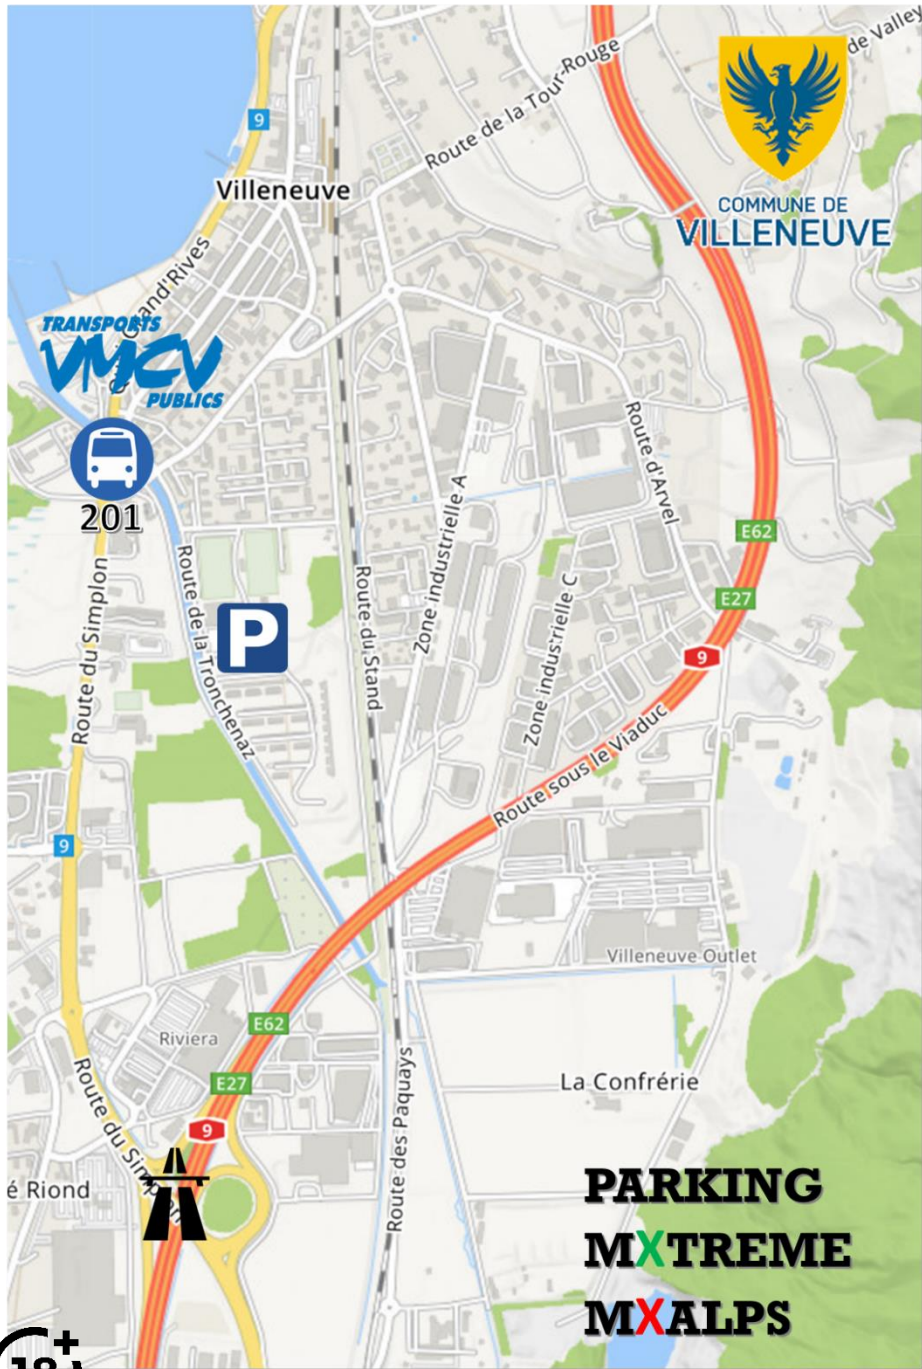 de Valley
Route de la Tour-Rouge
9
Villeneuve
COMMUNE DE
VILLENEUVE
Grand'Rives
TRANSPORTS
VMCV
PUBLICS
201
Route d'Arvel
Zone industrielle A
E62
Route de la Tronchenaz
Route du Stand
Route du Simplon
Zone industrielle C
E27
P
9
Route sous le Viaduc
9
Villeneuve Outlet
E62
Riviera
E27
La Confrérie
Route du Simplon
Route des Paquays
9
é Riond
PARKING
MXTREME
MXALPS
18+